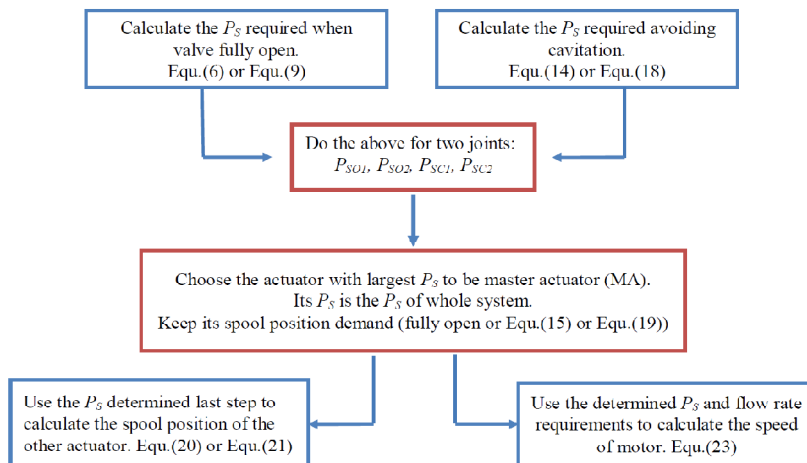 Calculate the P_S required when
valve fully open.
Equ.(6) or Equ.(9)
Calculate the P_S required avoiding
cavitation.
Equ.(14) or Equ.(18)
Do the above for two joints:
P_SO1, P_SO2, P_SC1, P_SC2
Choose the actuator with largest P_S to be master actuator (MA).
Its P_S is the P_S of whole system.
Keep its spool position demand (fully open or Equ.(15) or Equ.(19))
Use the P_S determined last step to
calculate the spool position of the
other actuator. Equ.(20) or Equ.(21)
Use the determined P_S and flow rate
requirements to calculate the speed
of motor. Equ.(23)